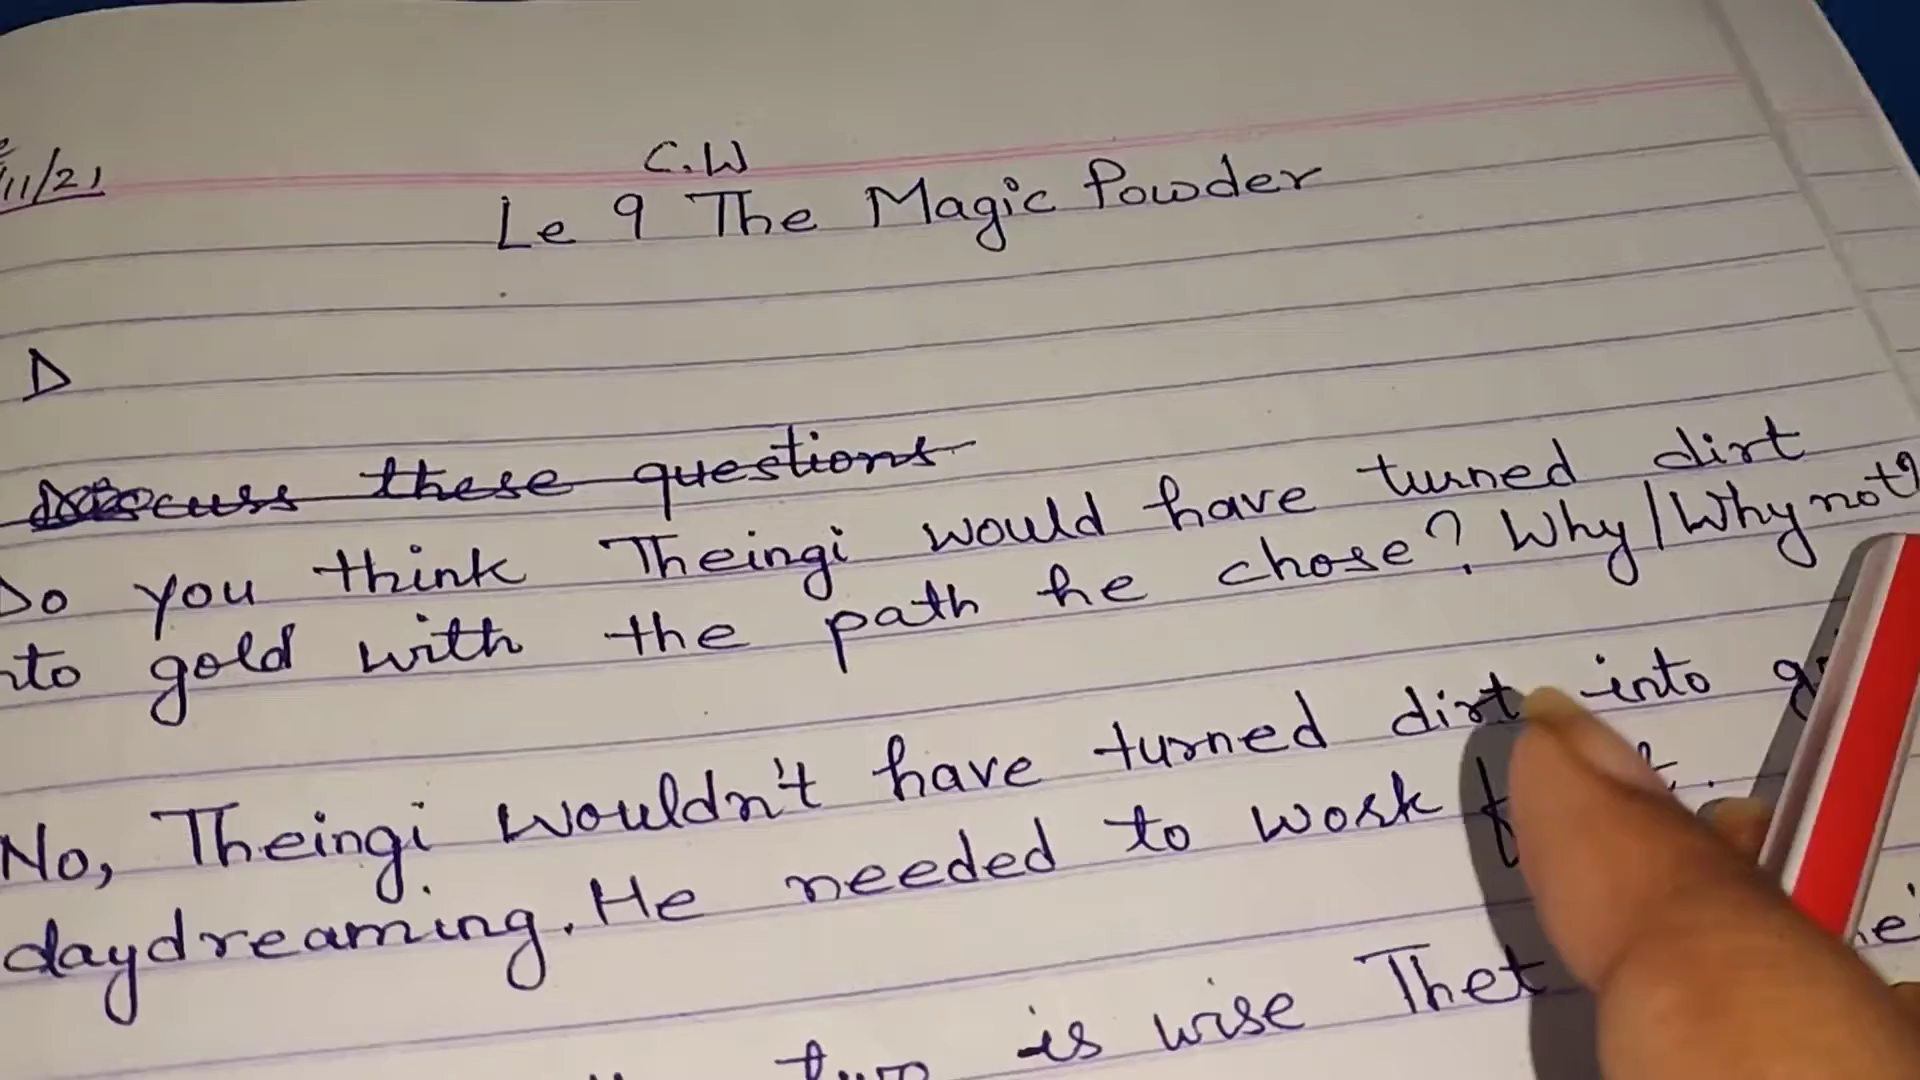 11/21
C.W
Le 9 The Magic Powder
D
these questions
Do you think Theingi would have turned dirt
into gold with the path he chose? Why/Why not?
No, Theingi wouldn't have turned dirt into
daydreaming. He needed to work
is wise Thet